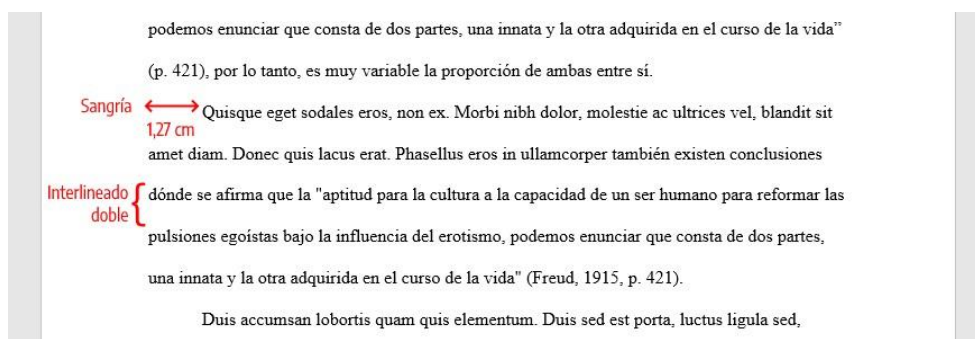 podemos enunciar que consta de dos partes, una innata y la otra adquirida en el curso de la vida”
(p. 421), por lo tanto, es muy variable la proporción de ambas entre sí.
Sangría
1,27 cm
Quisque eget sodales eros, non ex. Morbi nibh dolor, molestie ac ultrices vel, blandit sit
amet diam. Donec quis lacus erat. Phasellus eros in ullamcorper también existen conclusiones
Interlineado
doble
dónde se afirma que la "aptitud para la cultura a la capacidad de un ser humano para reformar las
pulsiones egoístas bajo la influencia del erotismo, podemos enunciar que consta de dos partes,
una innata y la otra adquirida en el curso de la vida" (Freud, 1915, p. 421).
Duis accumsan lobortis quam quis elementum. Duis sed est porta, luctus ligula sed,